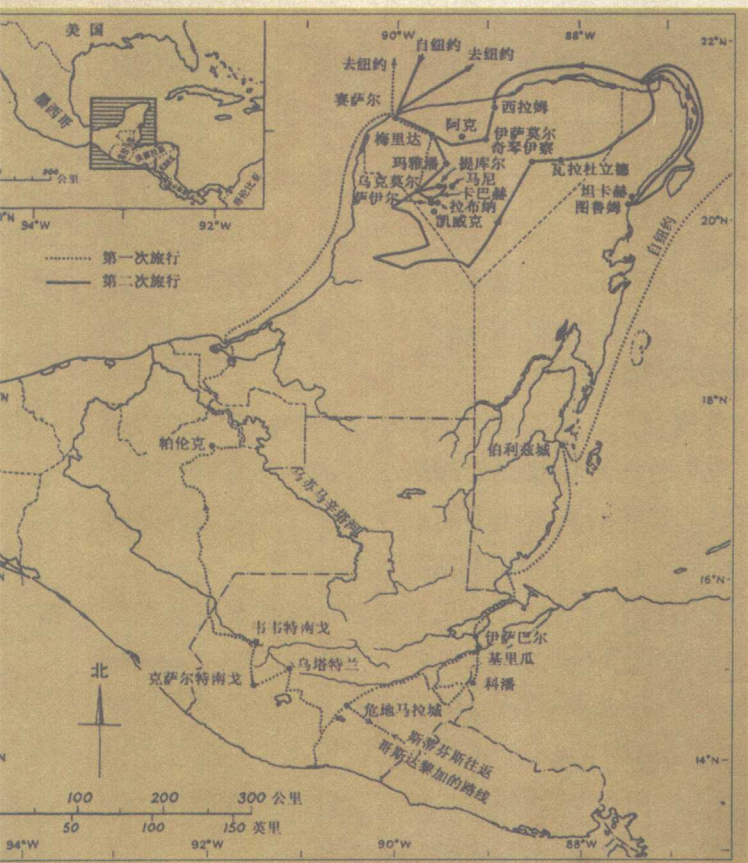 美国
墨西哥
公里
94°W
92°W
第一次旅行
第二次旅行
90°W
88°W
22°N
去纽约
自纽约
去纽约
赛萨尔
西拉姆
阿克
梅里达
伊萨莫尔
奇琴伊察
玛雅潘
提库尔
瓦拉杜立德
乌克莫尔
马尼
卡巴赫
萨伊尔
拉布纳
凯威克
坦卡赫
图鲁姆
20°N
自纽约
18°N
帕伦克
伯利兹城
乌苏马辛塔河
16°N
韦韦特南戈
伊萨巴尔
基里瓜
克萨尔特南戈
乌塔特兰
科潘
北
危地马拉城
斯蒂芬斯往返
哥斯达黎加的路线
14°N
100 200 300 公里
50 100 150 英里
94°W 92°W 90°W 88°W